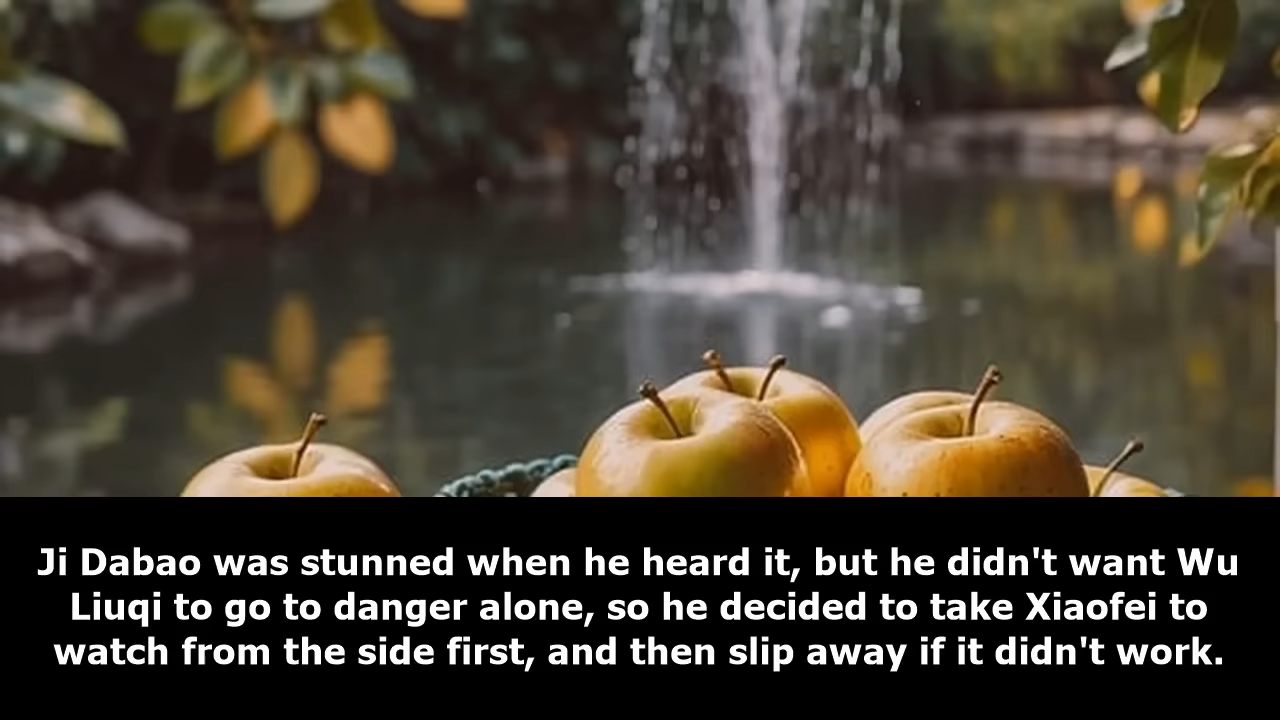 Ji Dabao was stunned when he heard it, but he didn't want Wu
Liuqi to go to danger alone, so he decided to take Xiaofei to
watch from the side first, and then slip away if it didn't work.